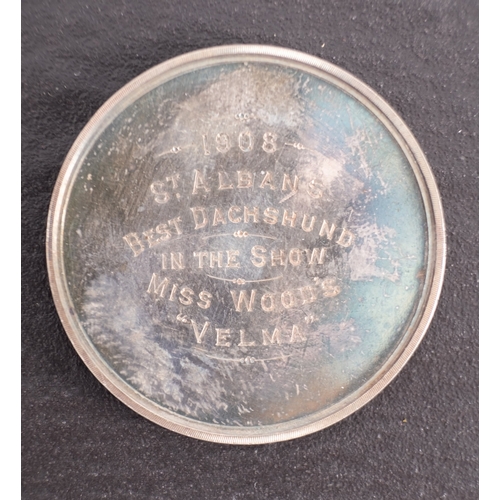 1908
ST ALBANS
BEST DACHSHUND
IN THE SHOW
MISS WOOD'S
"VELMA"